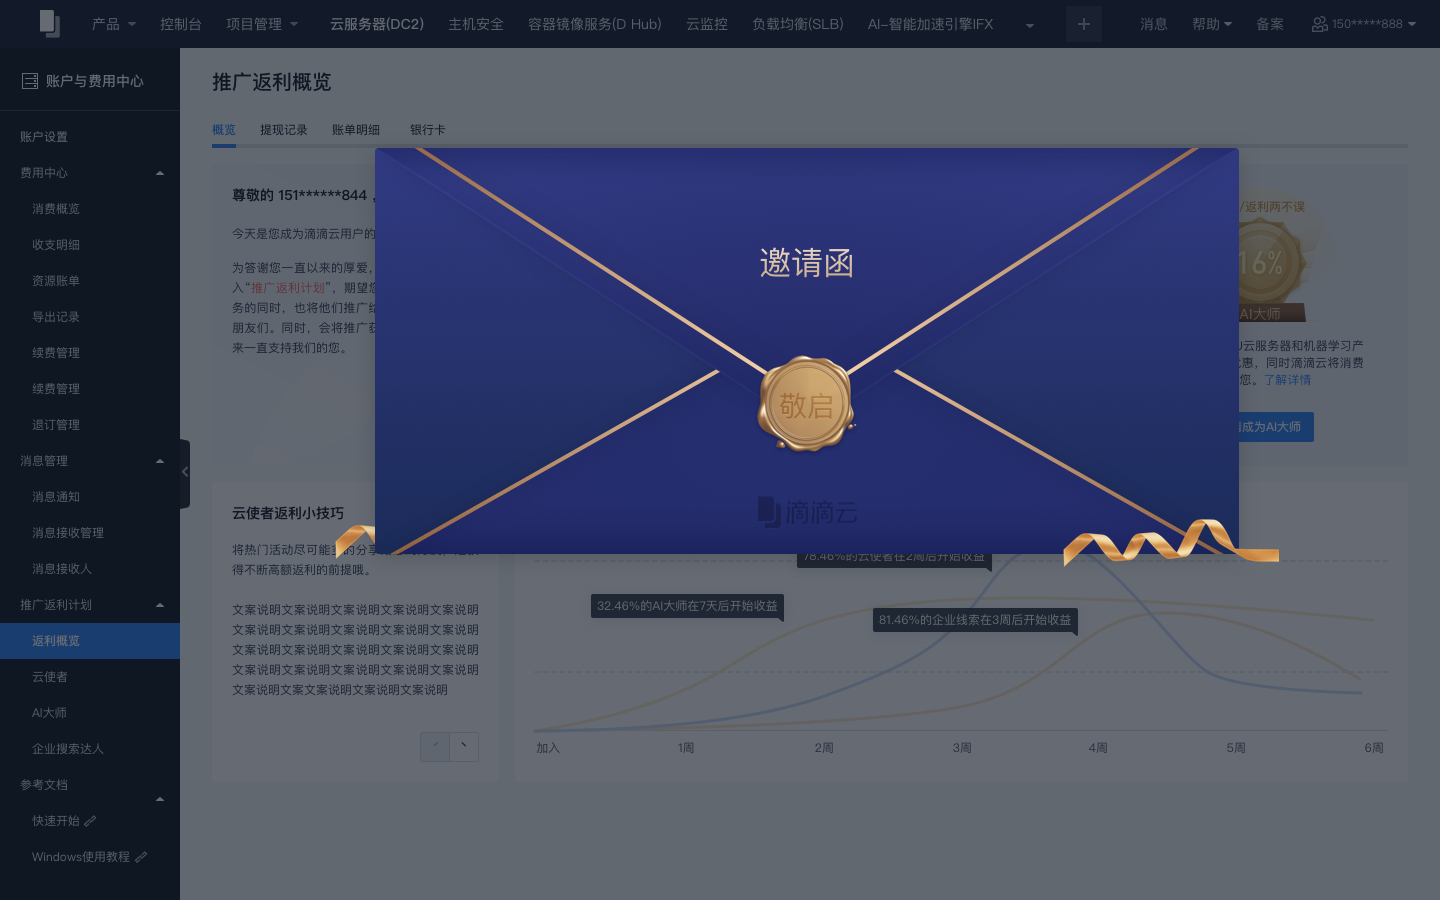 产品
控制台
项目管理
云服务器(DC2)
主机安全
容器镜像服务(D Hub)
云监控
负载均衡(SLB)
AI-智能加速引擎IFX
消息
帮助
备案
150*****888
账户与费用中心
账户设置
费用中心
消费概览
收支明细
资源账单
导出记录
续费管理
续费管理
退订管理
消息管理
消息通知
消息接收管理
消息接收人
推广返利计划
返利概览
云使者
AI大师
企业搜索达人
参考文档
快速开始
Windows使用教程
推广返利概览
概览
提现记录
账单明细
银行卡
尊敬的 151******844，
今天是您成为滴滴云用户的
为答谢您一直以来的厚爱，
入“推广返利计划”，期望您
务的同时，也将他们推广给
朋友们。同时，会将推广获
来一直支持我们的您。
邀请函
敬启
滴滴云
/返利两不误
16%
AI大师
云服务器和机器学习产
惠，同时滴滴云将消费
您。了解详情
成为AI大师
云使者返利小技巧
将热门活动尽可能多的分享
得不断高额返利的前提哦。
文案说明文案说明文案说明文案说明文案说明
文案说明文案说明文案说明文案说明文案说明
文案说明文案说明文案说明文案说明文案说明
文案说明文案说明文案说明文案说明文案说明
文案说明文案文案说明文案说明文案说明
78.46%的云使者在2周后开始收益
32.46%的AI大师在7天后开始收益
81.46%的企业线索在3周后开始收益
加入
1周
2周
3周
4周
5周
6周